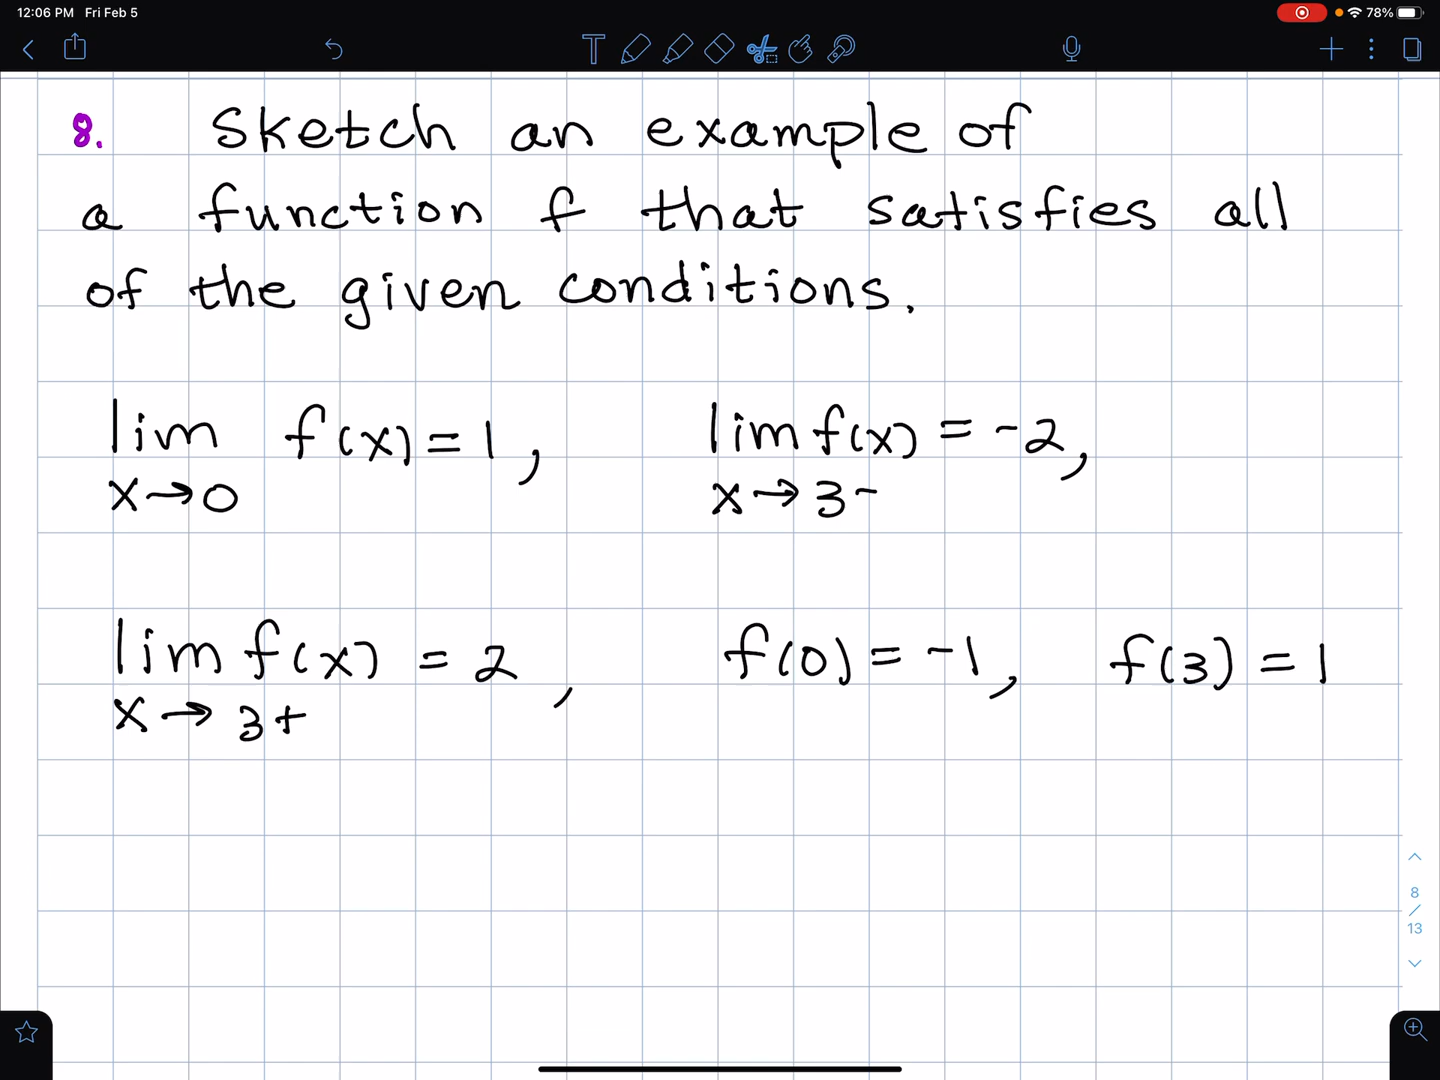 12:06 PM Fri Feb 5
78%
T
8. Sketch an example of
a function f that satisfies all
of the given conditions.
lim f(x) = 1, lim f(x) = -2,
x→0 x→3-
lim f(x) = 2, f(0) = -1, f(3) = 1
x→3+
8
/
13